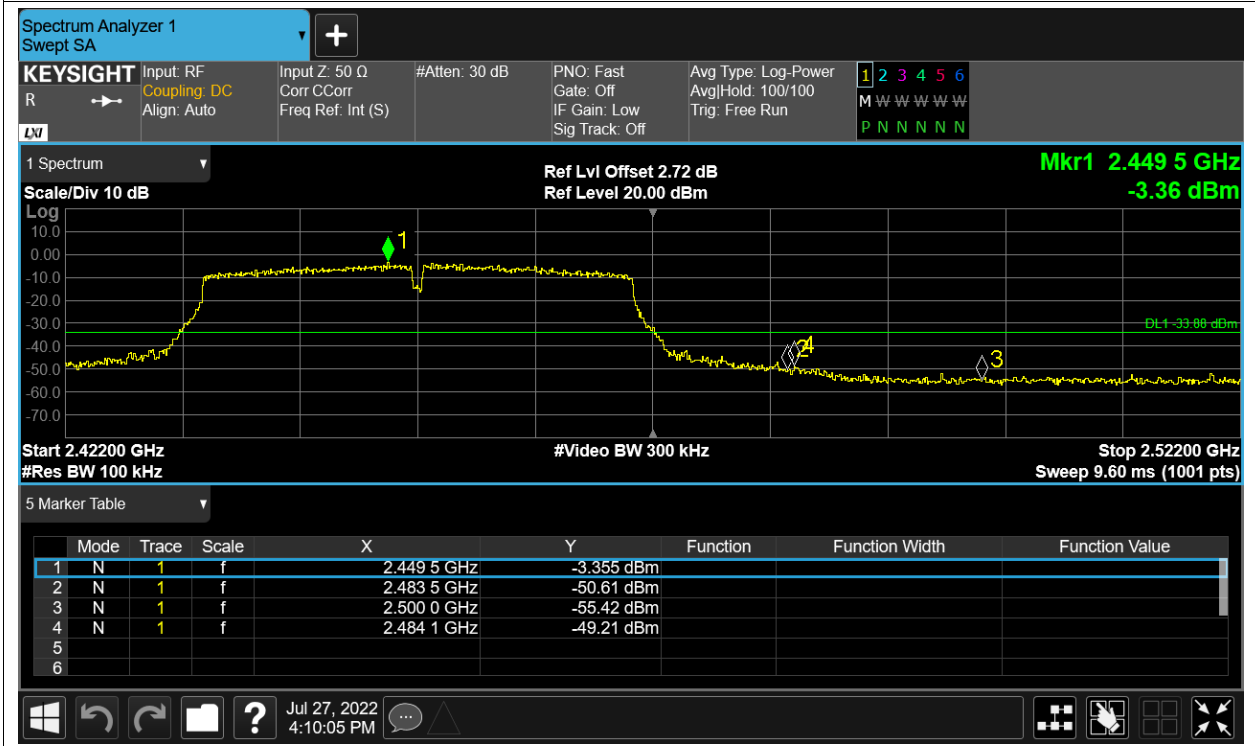 Spectrum Analyzer 1
Swept SA
+
KEYSIGHT
R
LXI
Input: RF
Coupling: DC
Align: Auto
Input Z: 50 Ω
Corr CCorr
Freq Ref: Int (S)
#Atten: 30 dB
PNO: Fast
Gate: Off
IF Gain: Low
Sig Track: Off
Avg Type: Log-Power
Avg|Hold: 100/100
Trig: Free Run
1 2 3 4 5 6
M W W W W W
P N N N N N
1 Spectrum
Scale/Div 10 dB
Ref Lvl Offset 2.72 dB
Ref Level 20.00 dBm
Mkr1 2.449 5 GHz
-3.36 dBm
Log
10.0
0.00
-10.0
-20.0
-30.0
-40.0
-50.0
-60.0
-70.0
1
2
4
3
DL1 -33.88 dBm
Start 2.42200 GHz #Video BW 300 kHz Stop 2.52200 GHz
#Res BW 100 kHz Sweep 9.60 ms (1001 pts)
5 Marker Table
Mode Trace Scale X Y Function Function Width Function Value
1 N 1 f 2.449 5 GHz -3.355 dBm
2 N 1 f 2.483 5 GHz -50.61 dBm
3 N 1 f 2.500 0 GHz -55.42 dBm
4 N 1 f 2.484 1 GHz -49.21 dBm
5
6
?
Jul 27, 2022
4:10:05 PM